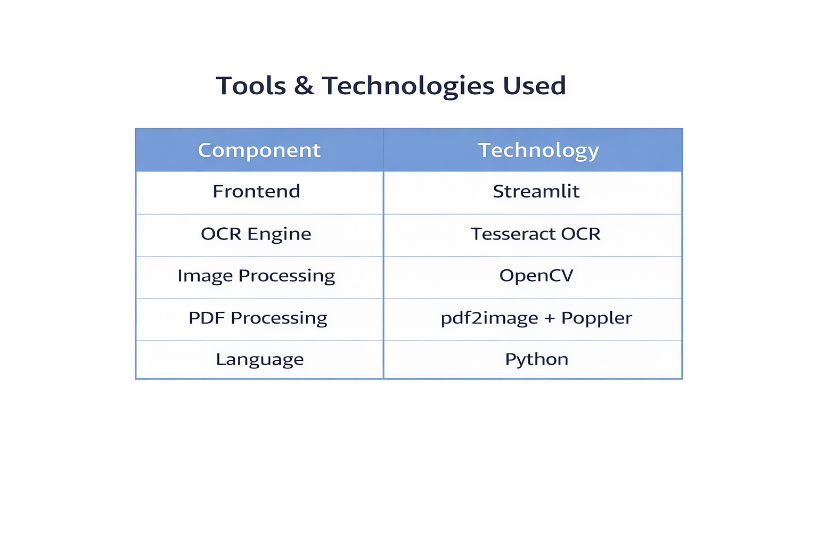 Tools & Technologies Used
Component Technology
Frontend Streamlit
OCR Engine Tesseract OCR
Image Processing OpenCV
PDF Processing pdf2image + Poppler
Language Python